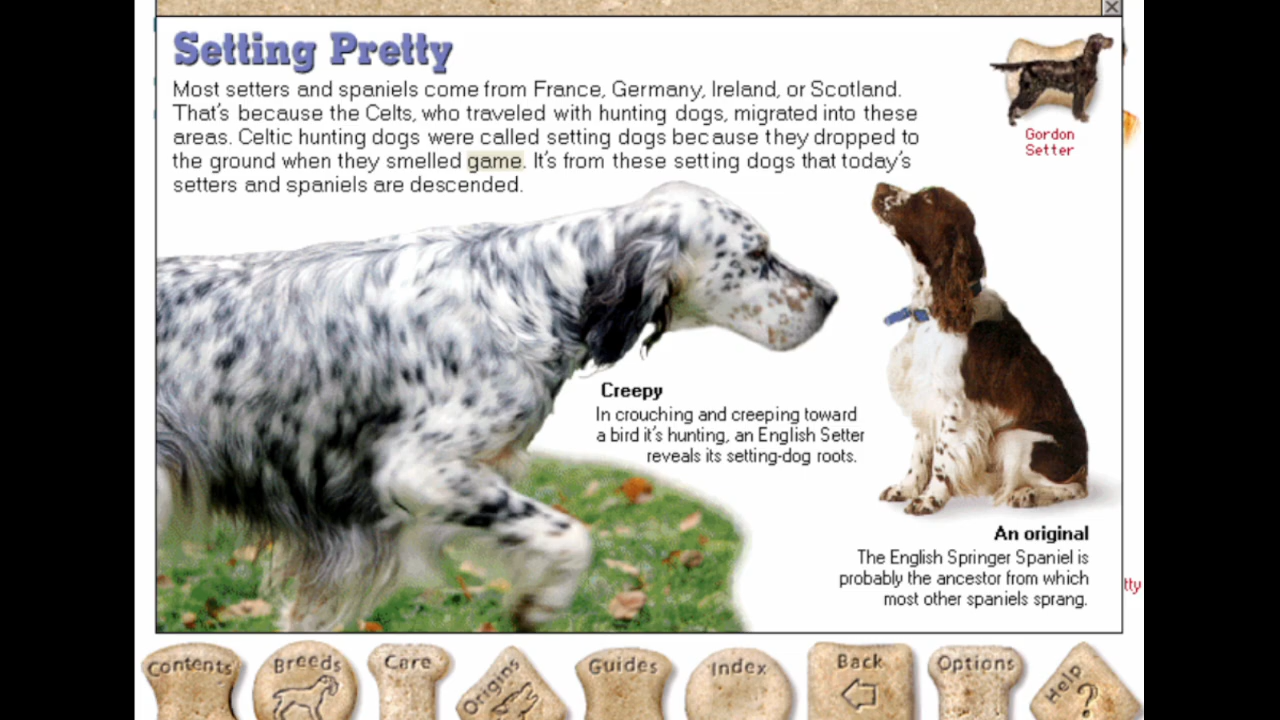 Setting Pretty
Most setters and spaniels come from France, Germany, Ireland, or Scotland.
That's because the Celts, who traveled with hunting dogs, migrated into these
areas. Celtic hunting dogs were called setting dogs because they dropped to
the ground when they smelled game. It's from these setting dogs that today's
setters and spaniels are descended.
Gordon
Setter
Creepy
In crouching and creeping toward
a bird it's hunting, an English Setter
reveals its setting-dog roots.
An original
The English Springer Spaniel is
probably the ancestor from which
most other spaniels sprang.
tty
Contents
Breeds
Care
Origins
Guides
Index
Back
Options
Help
?